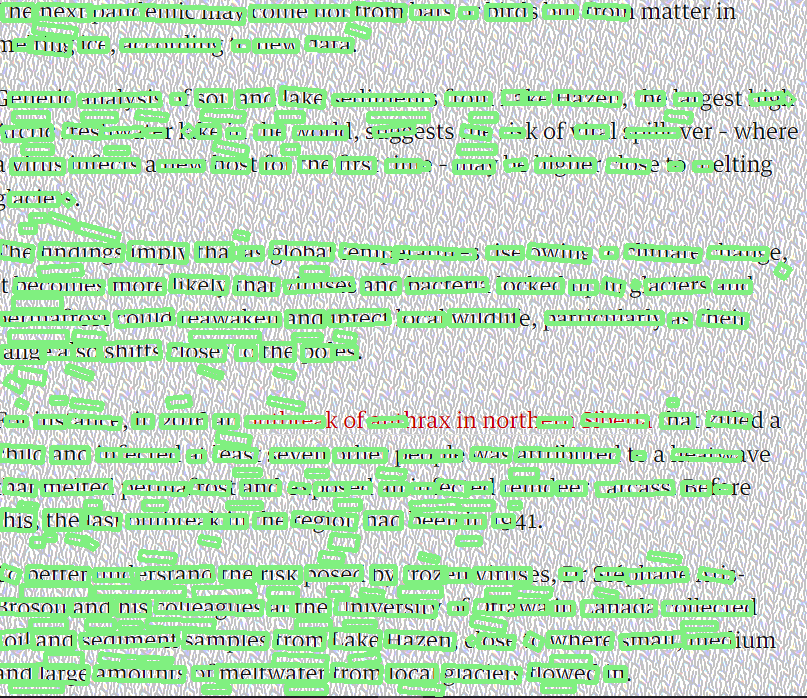 The next pandemic may come not from bats or birds but from matter in
melting ice, according to new data.
Genetic analysis of soil and lake sediments from Lake Hazen, the largest high
Arctic freshwater lake in the world, suggests the risk of viral spillover - where
a virus infects a new host for the first time - may be higher close to melting
glaciers.
The findings imply that as global temperatures rise owing to climate change,
it becomes more likely that viruses and bacteria locked up in glaciers and
permafrost could reawaken and infect local wildlife, particularly as their
range also shifts closer to the poles.
For instance, in 2016 an outbreak of anthrax in northern Siberia that killed a
child and infected at least seven other people was attributed to a heatwave
that melted permafrost and exposed an infected reindeer carcass. Before
this, the last outbreak in the region had been in 1941.
To better understand the risk posed by frozen viruses, Dr Stéphane Aris-
Brosou and his colleagues at the University of Ottawa in Canada collected
soil and sediment samples from Lake Hazen, close to where small, medium
and large amounts of meltwater from local glaciers flowed in.